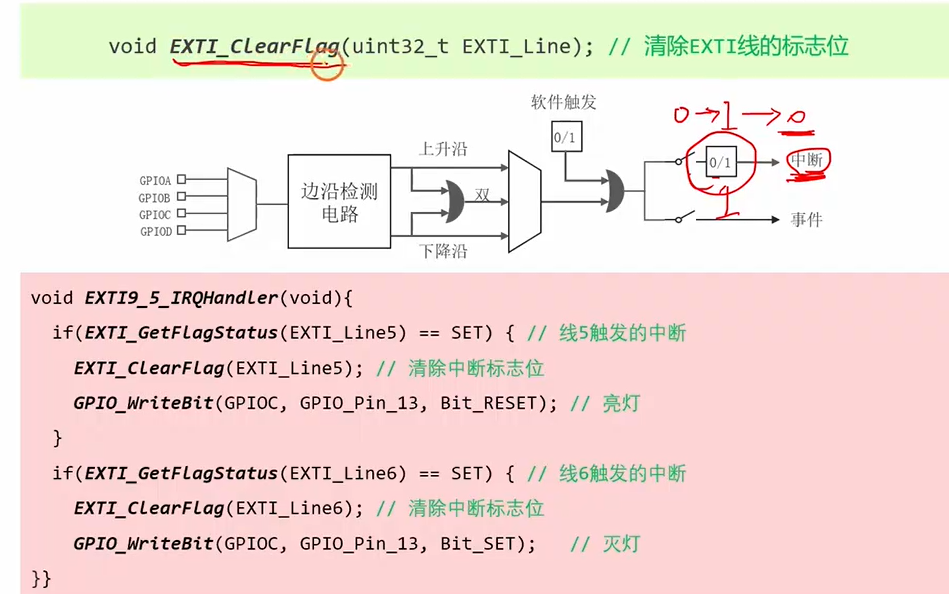 void EXTI_ClearFlag(uint32_t EXTI_Line); // 清除EXTI线的标志位
软件触发
0→1→0
0/1
上升沿
0/1
中断
GPIOA
GPIOB
GPIOC
GPIOD
边沿检测
电路
双
1
事件
下降沿
void EXTI9_5_IRQHandler(void){
if(EXTI_GetFlagStatus(EXTI_Line5) == SET) { // 线5触发的中断
EXTI_ClearFlag(EXTI_Line5); // 清除中断标志位
GPIO_WriteBit(GPIOC, GPIO_Pin_13, Bit_RESET); // 亮灯
}
if(EXTI_GetFlagStatus(EXTI_Line6) == SET) { // 线6触发的中断
EXTI_ClearFlag(EXTI_Line6); // 清除中断标志位
GPIO_WriteBit(GPIOC, GPIO_Pin_13, Bit_SET); // 灭灯
}}